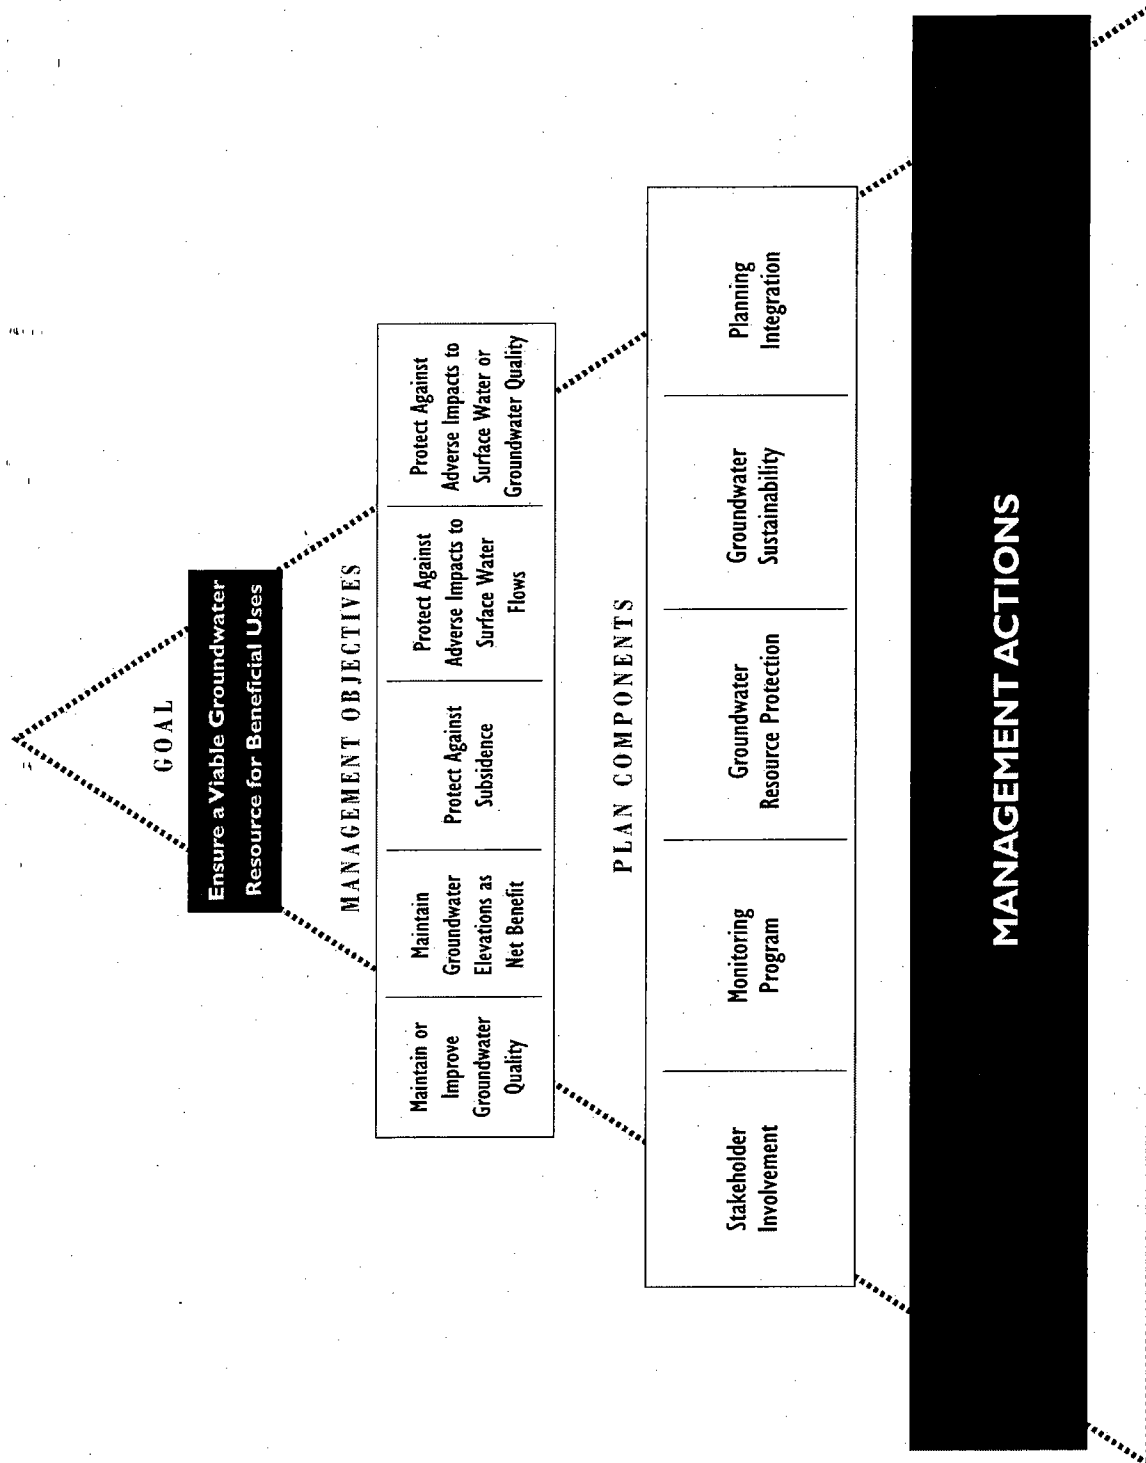 GOAL
Ensure a Viable Groundwater
Resource for Beneficial Uses
MANAGEMENT OBJECTIVES
Maintain or
Improve
Groundwater
Quality
Maintain
Groundwater
Elevations as
Net Benefit
Protect Against
Subsidence
Protect Against
Adverse Impacts to
Surface Water
Flows
Protect Against
Adverse Impacts to
Surface Water or
Groundwater Quality
PLAN COMPONENTS
Stakeholder
Involvement
Monitoring
Program
Groundwater
Resource Protection
Groundwater
Sustainability
Planning
Integration
MANAGEMENT ACTIONS